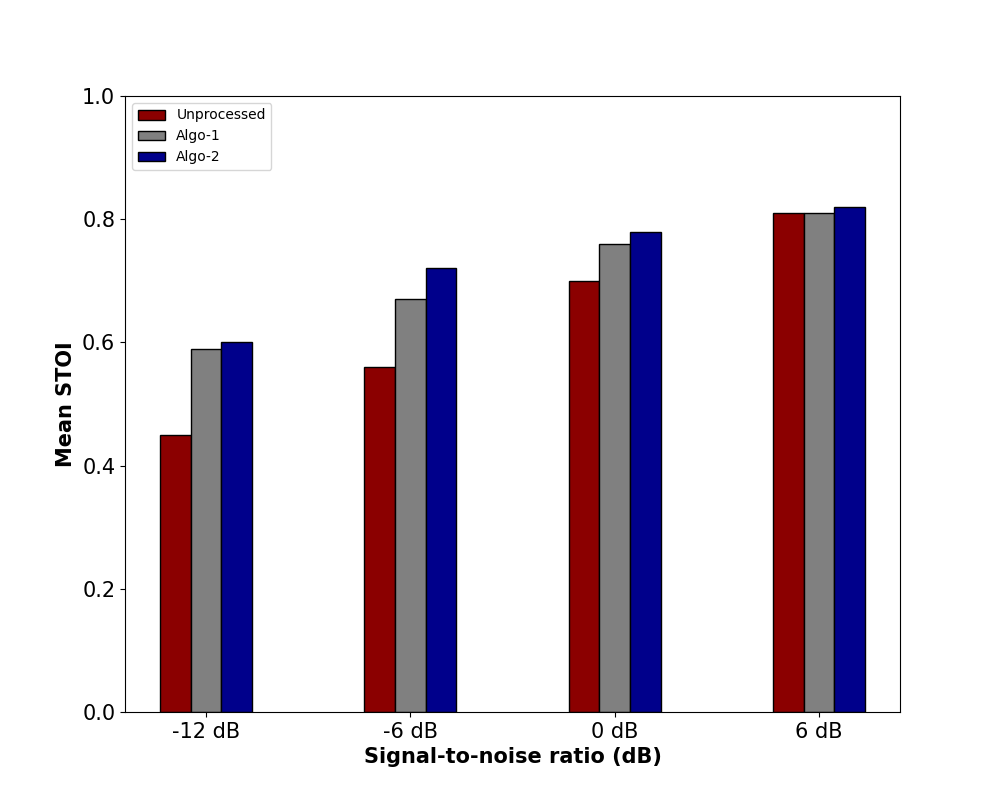 1.0
0.8
0.6
0.4
0.2
0.0
Mean STOI
Unprocessed
Algo-1
Algo-2
-12 dB
-6 dB
0 dB
6 dB
Signal-to-noise ratio (dB)